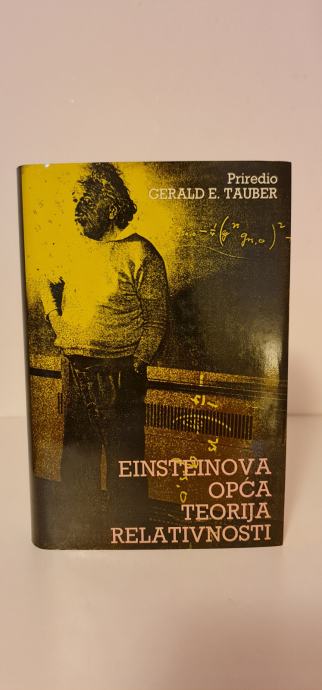 Priredio
GERALD E. TAUBER
EINSTEINOVA
OPĆA
TEORIJA
RELATIVNOSTI